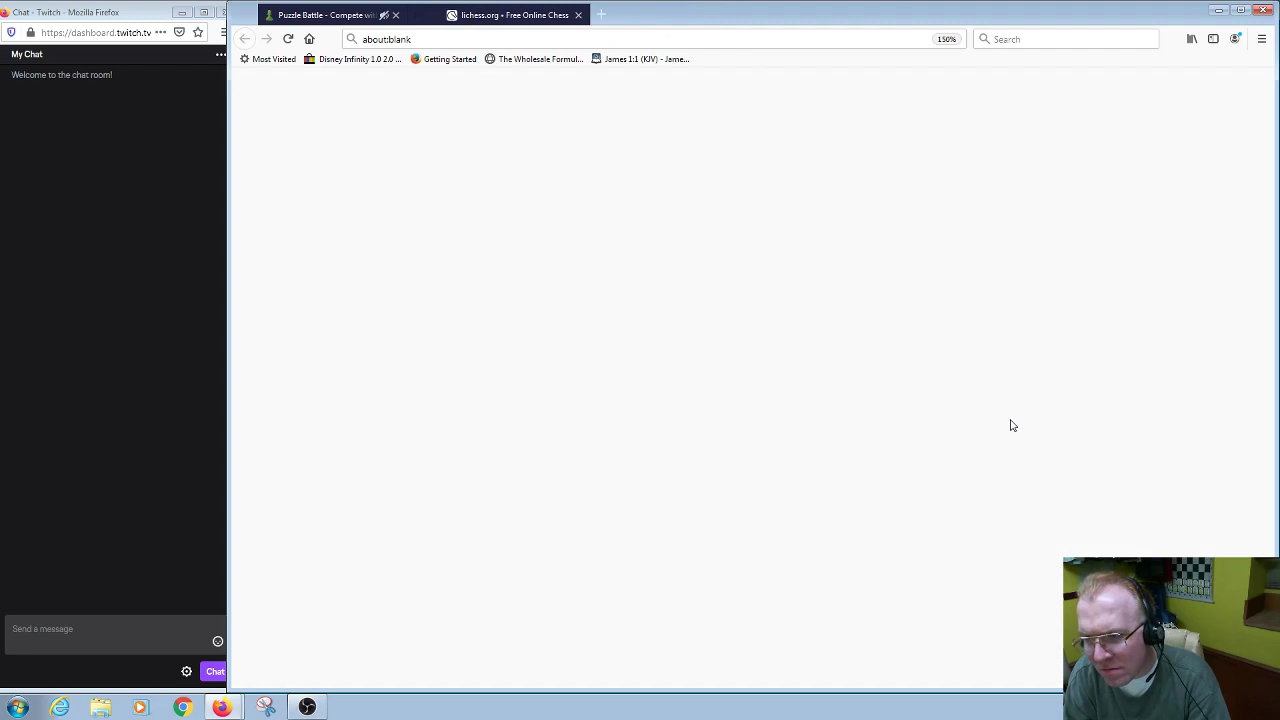 Chat - Twitch - Mozilla Firefox
https://dashboard.twitch.tv
My Chat
Welcome to the chat room!
Send a message
Chat
Puzzle Battle - Compete wit
lichess.org • Free Online Chess
about:blank
150%
Search
Most Visited
Disney Infinity 1.0 2.0 ...
Getting Started
The Wholesale Formul...
James 1:1 (KJV) - Jame...